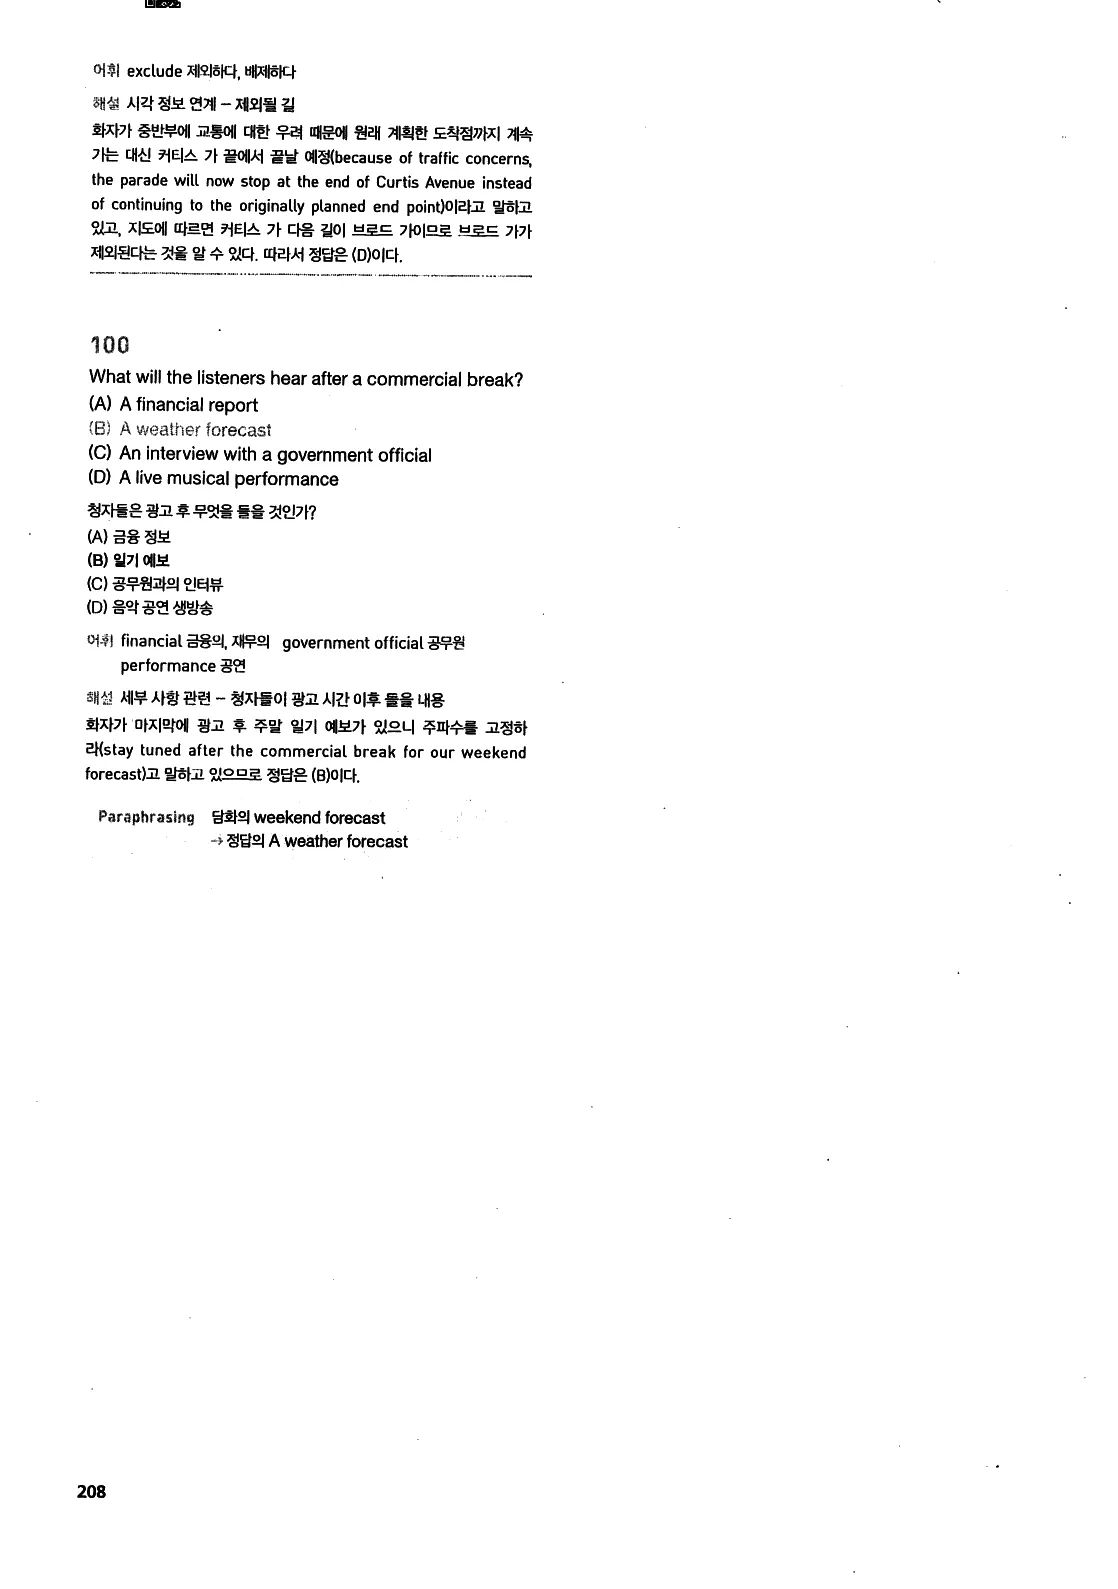 어휘 exclude 제외하다, 배제하다
해설 시각 정보 연계 – 제외될 길
화자가 중반부에 교통에 대한 우려 때문에 원래 계획한 도착점까지 계속
가는 대신 커티스 가 끝에서 끝날 예정(because of traffic concerns,
the parade will now stop at the end of Curtis Avenue instead
of continuing to the originally planned end point)이라고 말하고
있고, 지도에 따르면 커티스 가 다음 길이 브로드 가이므로 브로드 가가
제외된다는 것을 알 수 있다. 따라서 정답은 (D)이다.
100
What will the listeners hear after a commercial break?
(A) A financial report
(B) A weather forecast
(C) An interview with a government official
(D) A live musical performance
청자들은 광고 후 무엇을 들을 것인가?
(A) 금융 정보
(B) 일기 예보
(C) 공무원과의 인터뷰
(D) 음악 공연 생방송
어휘 financial 금융의, 재무의 government official 공무원
performance 공연
해설 세부 사항 관련 – 청자들이 광고 시간 이후 들을 내용
화자가 마지막에 광고 후 주말 일기 예보가 있으니 주파수를 고정하
라(stay tuned after the commercial break for our weekend
forecast)고 말하고 있으므로 정답은 (B)이다.
Paraphrasing 담화의 weekend forecast
→ 정답의 A weather forecast
208